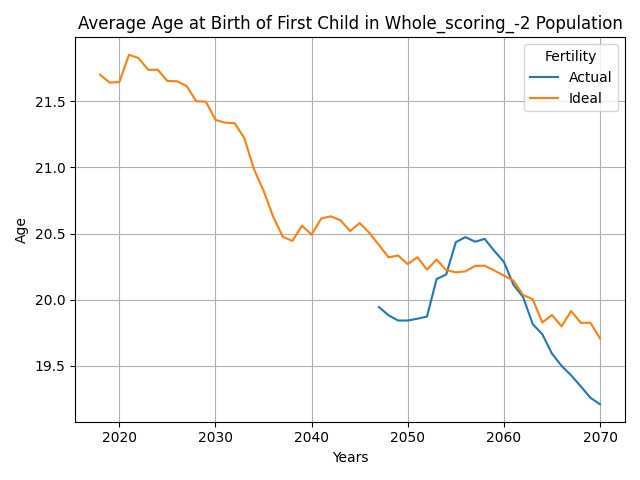 Average Age at Birth of First Child in Whole_scoring_-2 Population
Fertility
Actual
Ideal
Age
21.5
21.0
20.5
20.0
19.5
2020 2030 2040 2050 2060 2070
Years